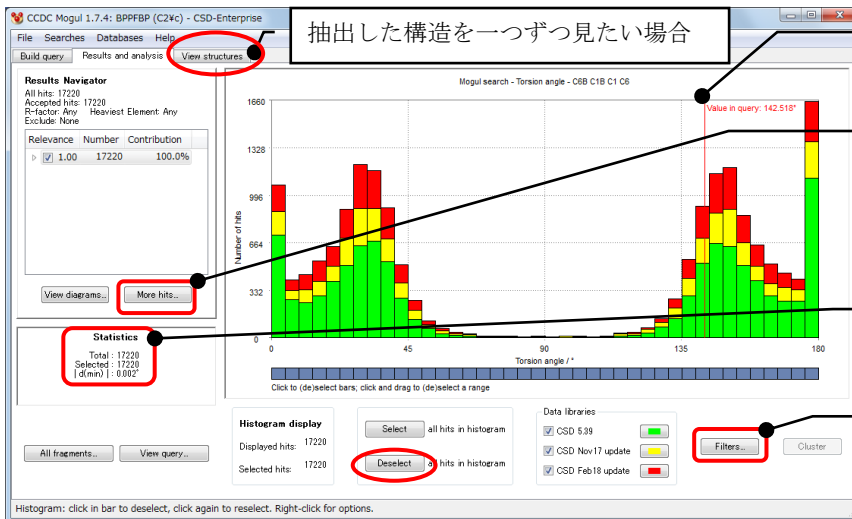 CCDC Mogul 1.7.4: BPPFBP (C2¥c) - CSD-Enterprise
File Searches Databases Help
抽出した構造を一つずつ見たい場合
Build query Results and analysis View structures
Results Navigator
All hits: 17220
Accepted hits: 17220
R-factor: Any Heaviest Element: Any
Exclude: None
Relevance Number Contribution
1.00 17220 100.0%
View diagrams... More hits...
Statistics
Total : 17220
Selected : 17220
| d(min) | : 0.002°
All fragments... View query...
Mogul search - Torsion angle - C6B C1B C1 C6
Value in query: 142.518°
Number of hits
1660
1328
996
664
332
0
0 45 90 135 180
Torsion angle / °
Click to (de)select bars; click and drag to (de)select a range
Histogram display
Displayed hits: 17220
Selected hits: 17220
Select all hits in histogram
Deselect all hits in histogram
Data libraries
CSD 5.39
CSD Nov17 update
CSD Feb18 update
Filters... Cluster
Histogram: click in bar to deselect, click again to reselect. Right-click for options.